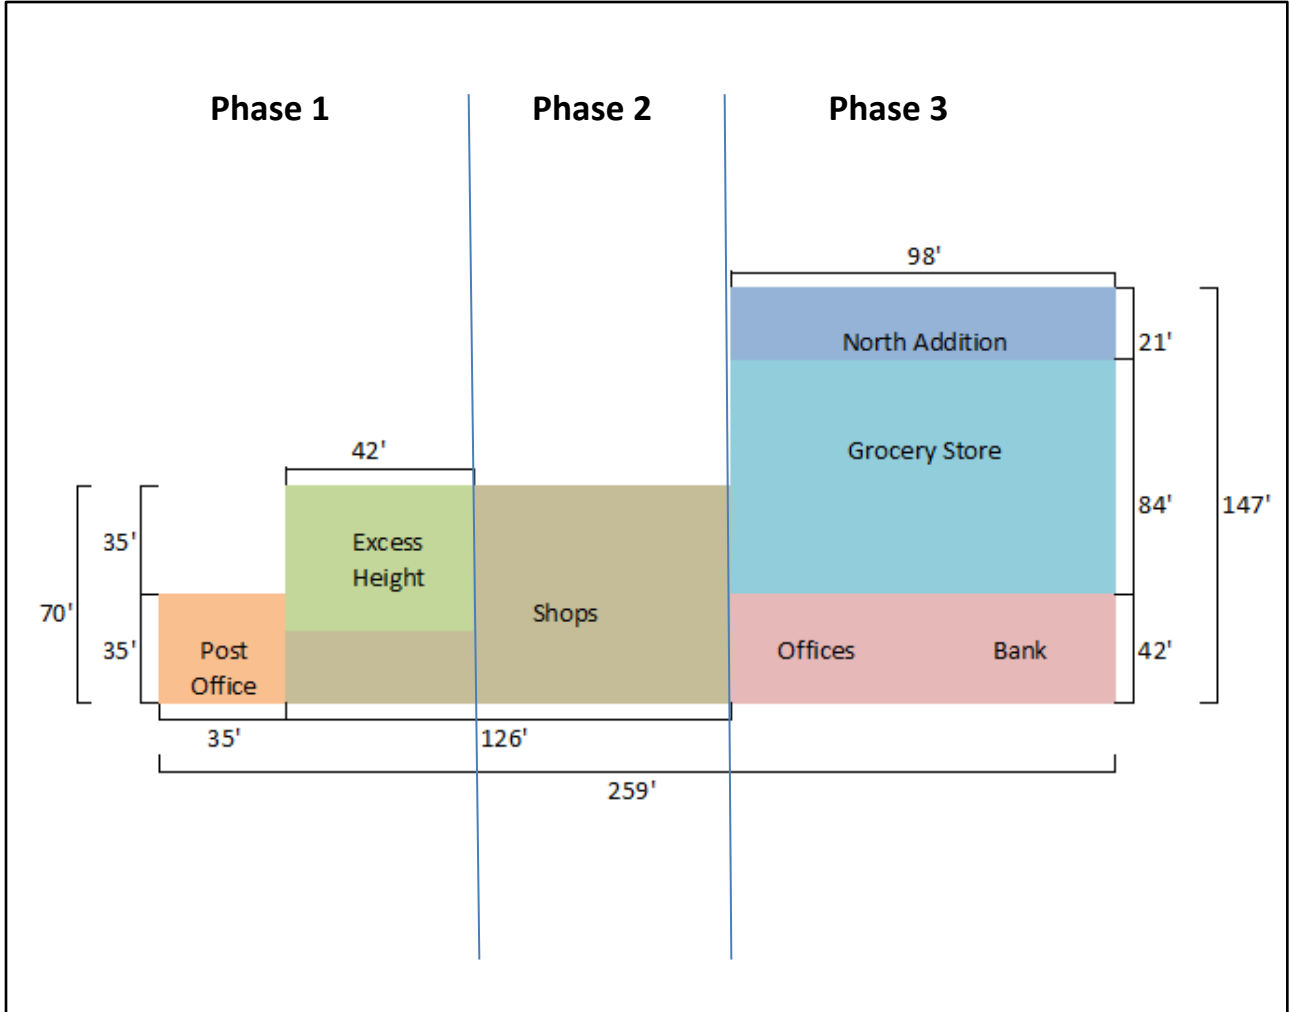 Phase 1
Phase 2
Phase 3
98'
North Addition
21'
Grocery Store
42'
84'
147'
35'
Excess
Height
70'
Shops
35'
Post
Office
Offices
Bank
42'
35'
126'
259'